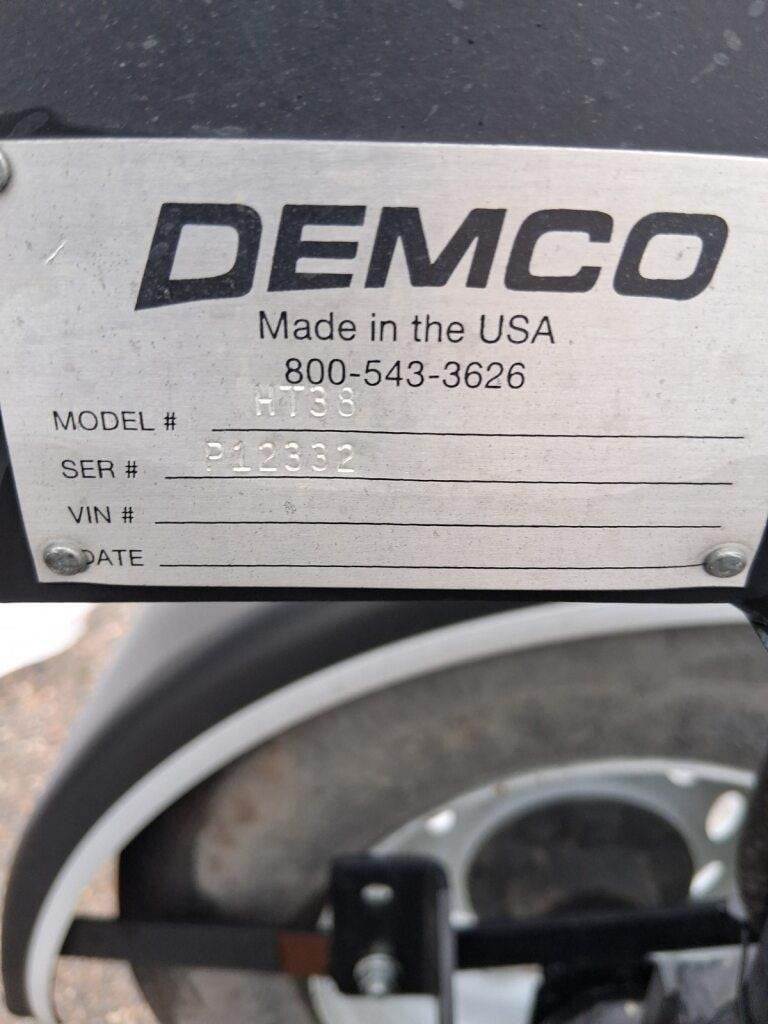 DEMCO
Made in the USA
800-543-3626
MODEL # HT38
SER # P12332
VIN #
DATE